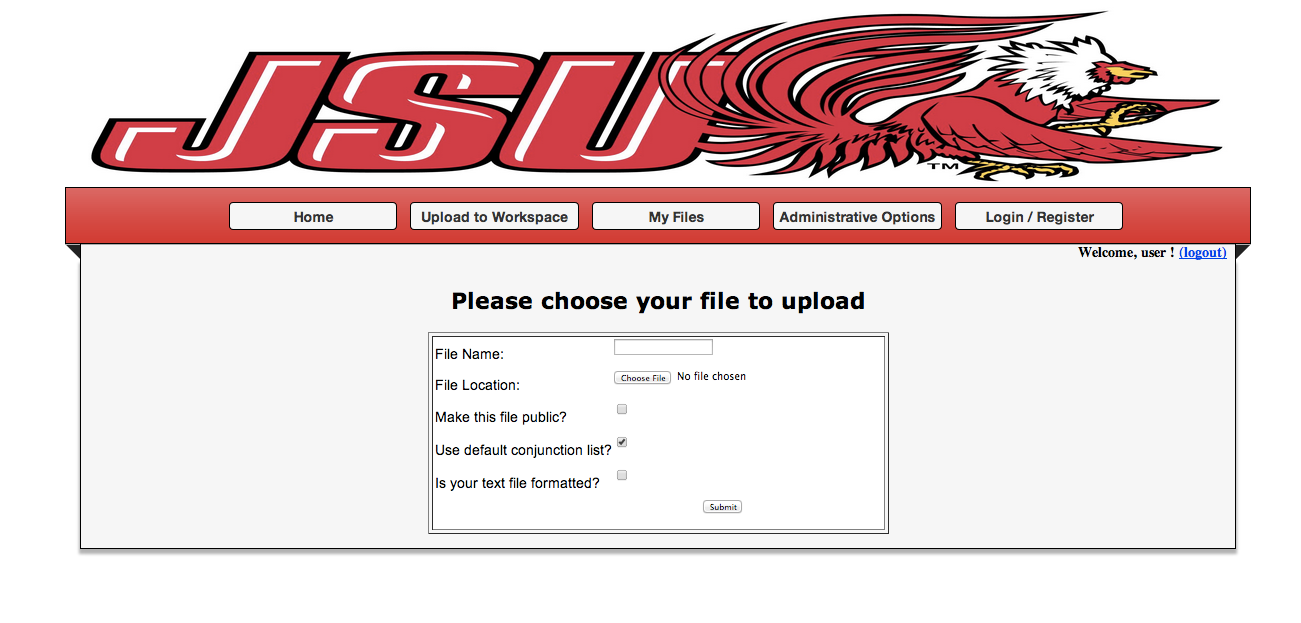 JSU
TM
Home Upload to Workspace My Files Administrative Options Login / Register
Welcome, user ! (logout)
Please choose your file to upload
File Name:
File Location: Choose File No file chosen
Make this file public?
Use default conjunction list?
Is your text file formatted?
Submit